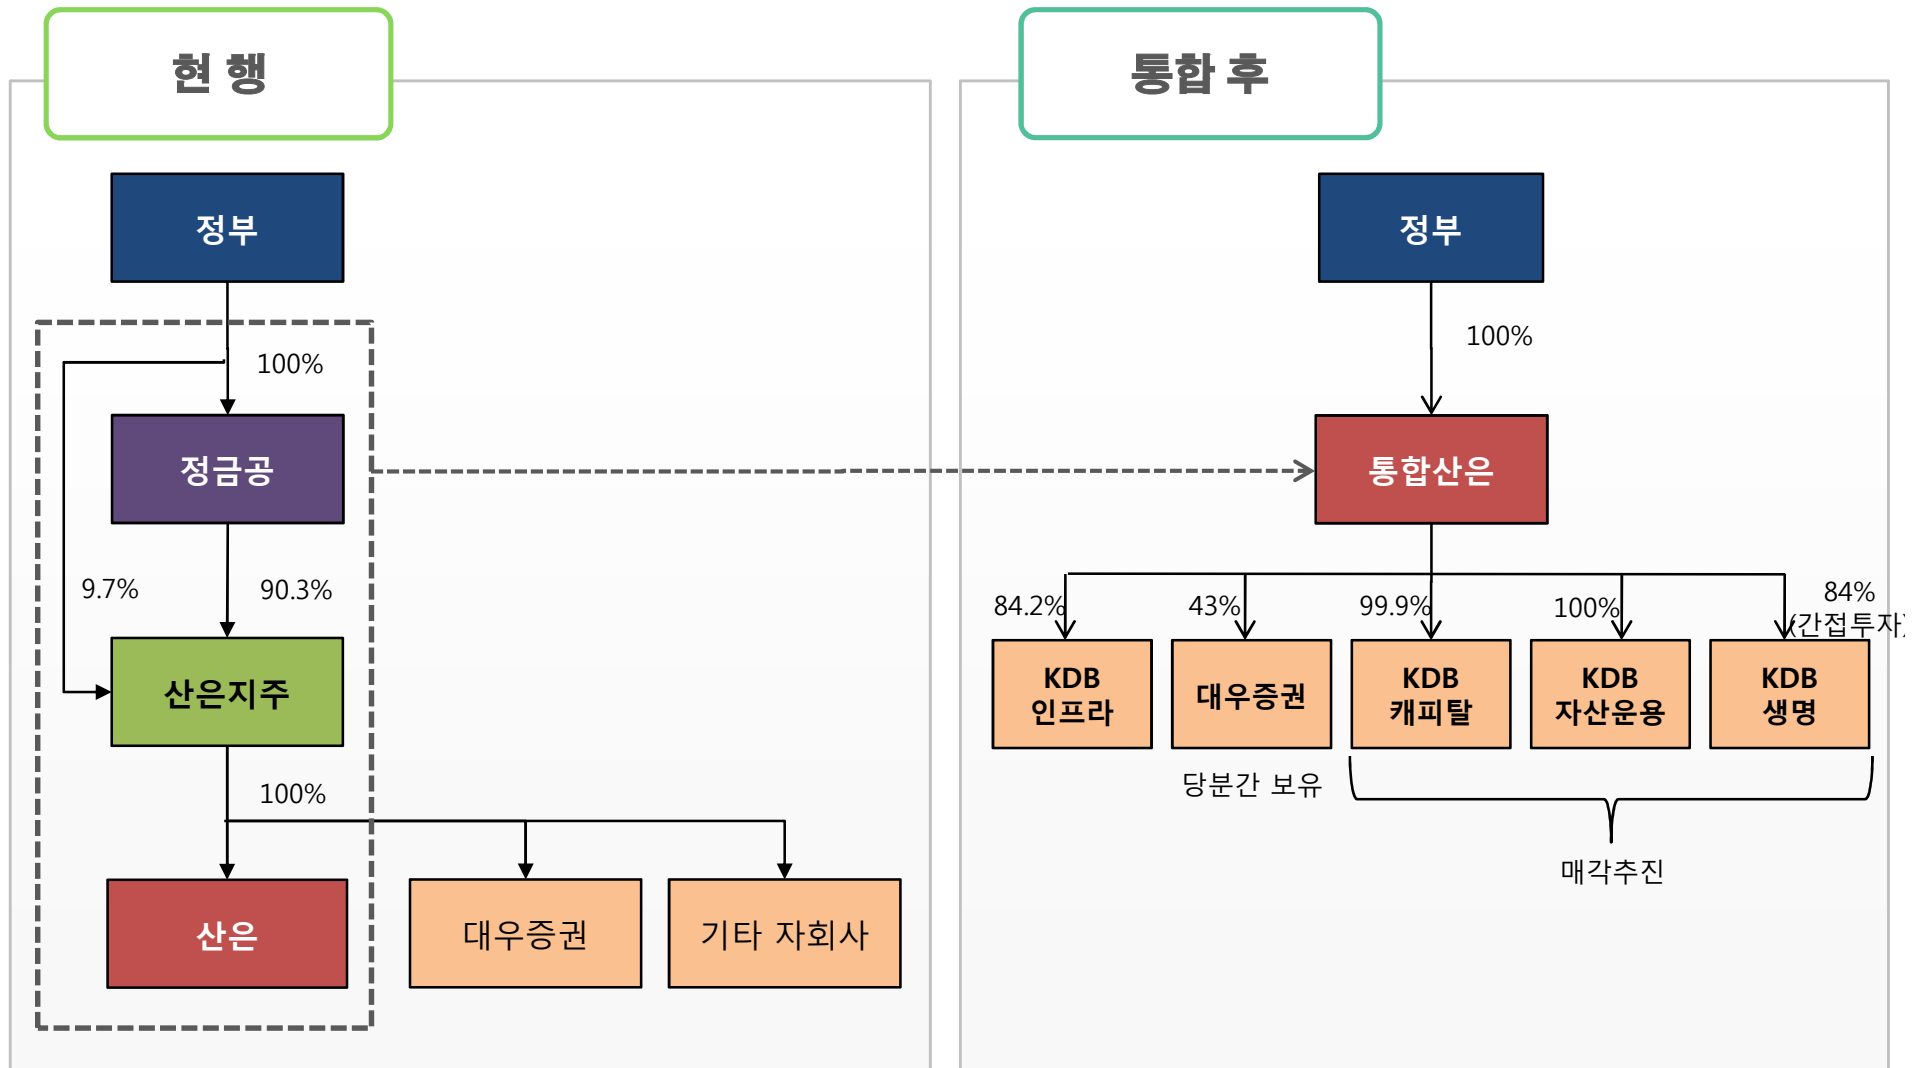 현 행
정부
100%
정금공
9.7%
90.3%
산은지주
100%
산은
대우증권
기타 자회사
통합 후
정부
100%
통합산은
84.2%
43%
99.9%
100%
84%
(간접투자)
KDB
인프라
대우증권
KDB
캐피탈
KDB
자산운용
KDB
생명
당분간 보유
매각추진